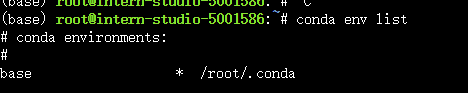 (base) root@intern-studio-5001586:~# ^C
(base) root@intern-studio-5001586:~# conda env list
# conda environments:
#
base                  *  /root/.conda